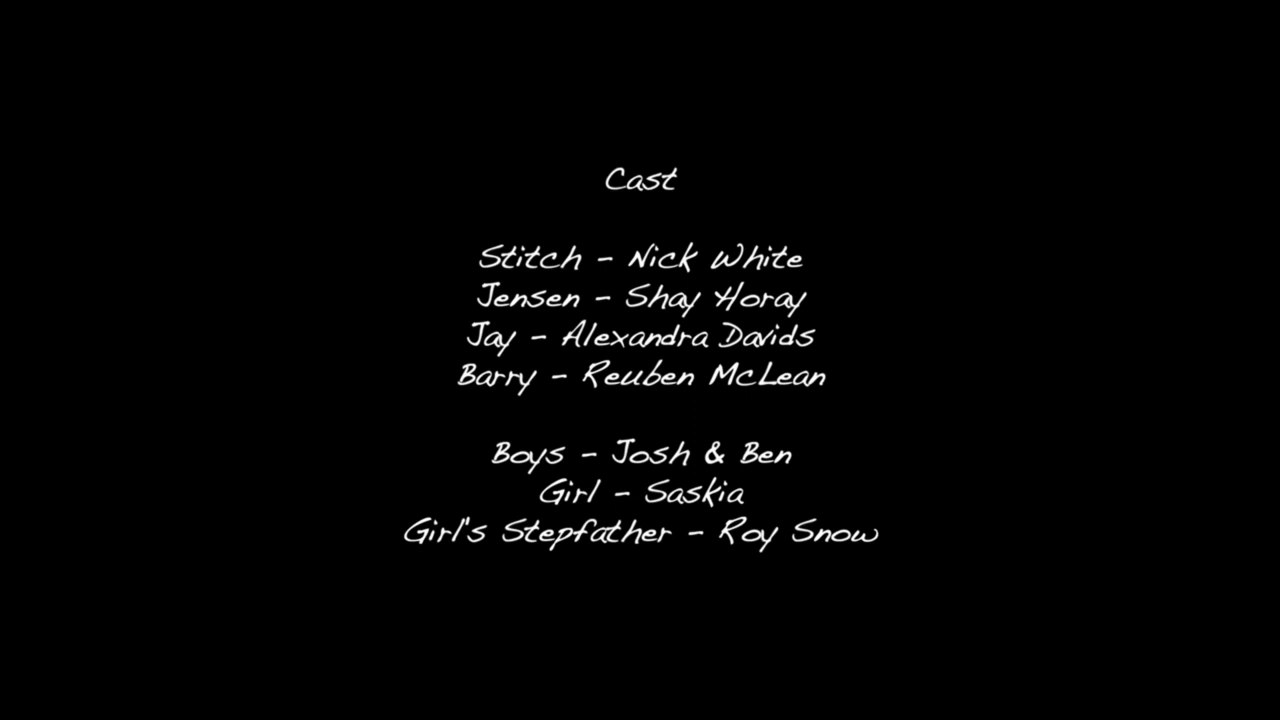 Cast
Stitch - Nick White
Jensen - Shay Horay
Jay - Alexandra Davids
Barry - Reuben McLean
Boys - Josh & Ben
Girl - Saskia
Girl's Stepfather - Roy Snow